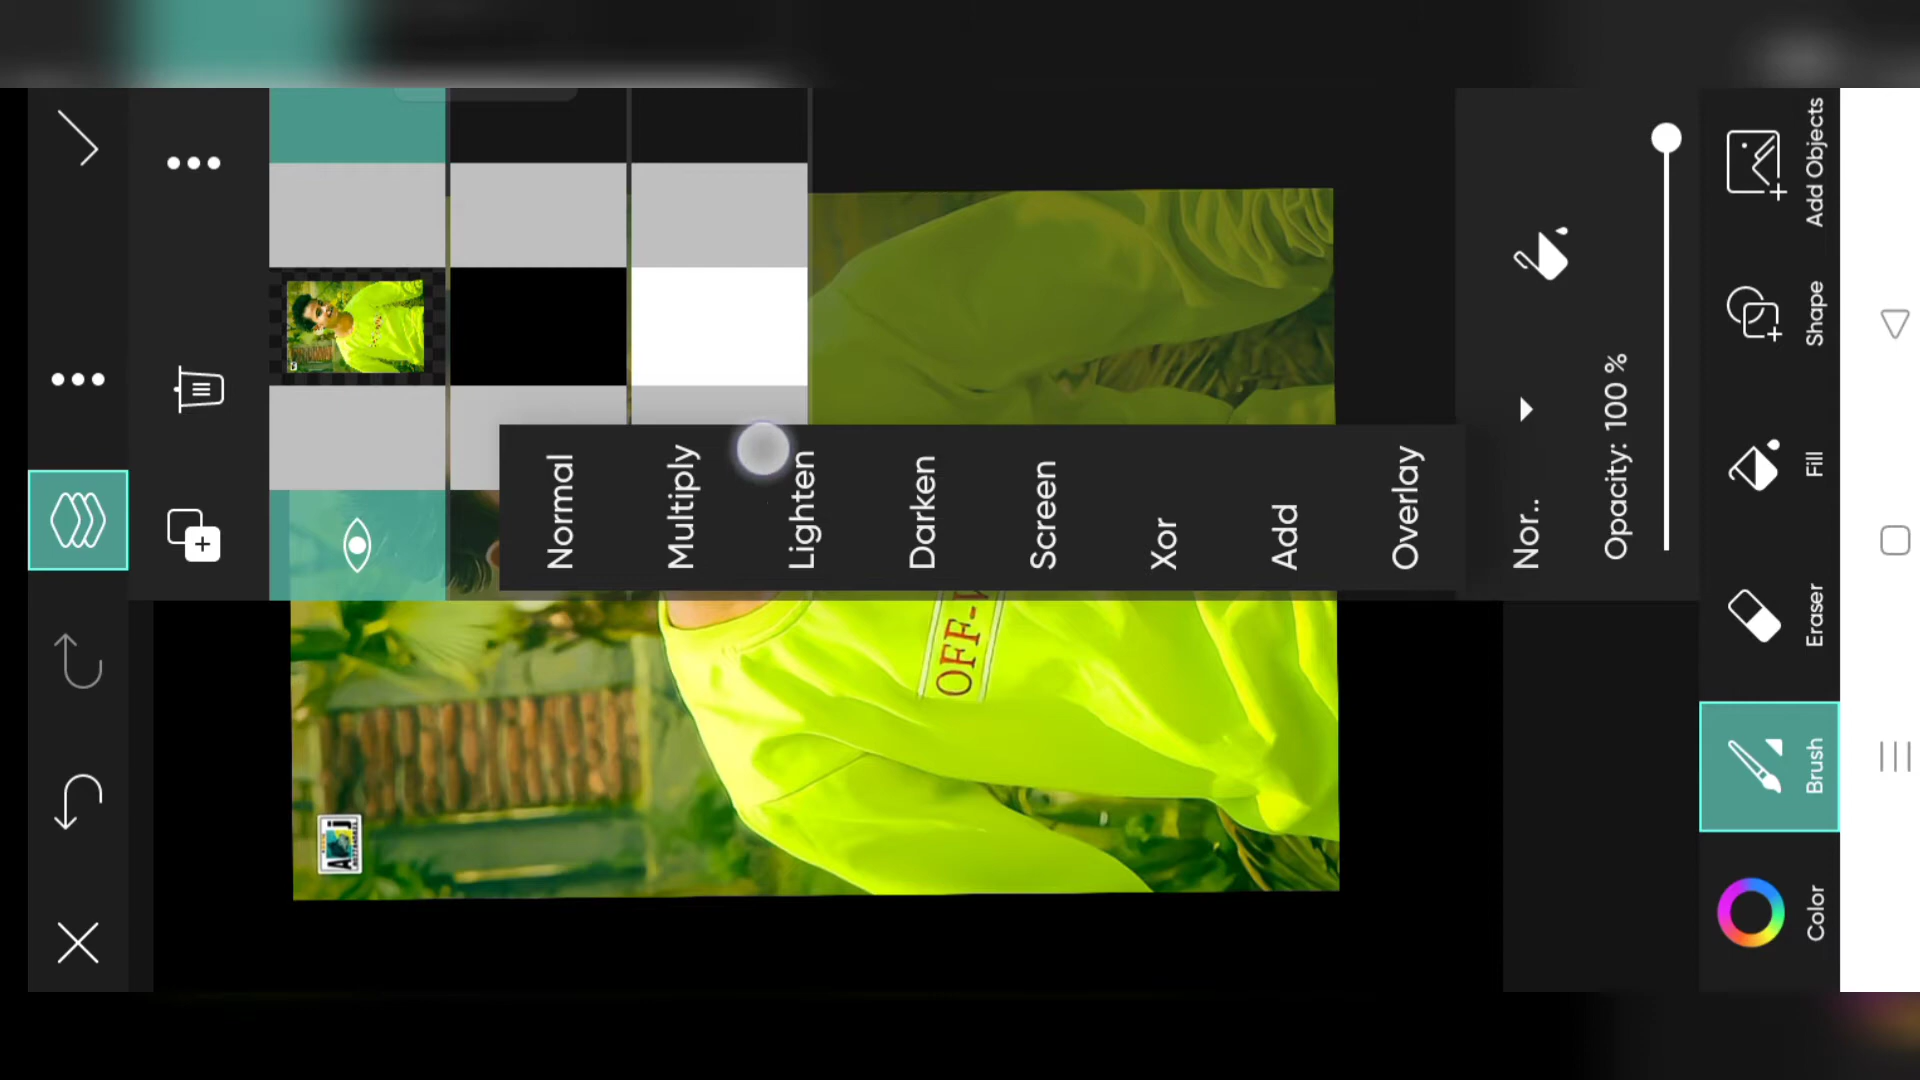 Normal
Multiply
Lighten
Darken
Screen
Xor
Add
Overlay
Nor..
Opacity: 100 %
Add Objects
Shape
Fill
Eraser
Brush
Color
OFF-